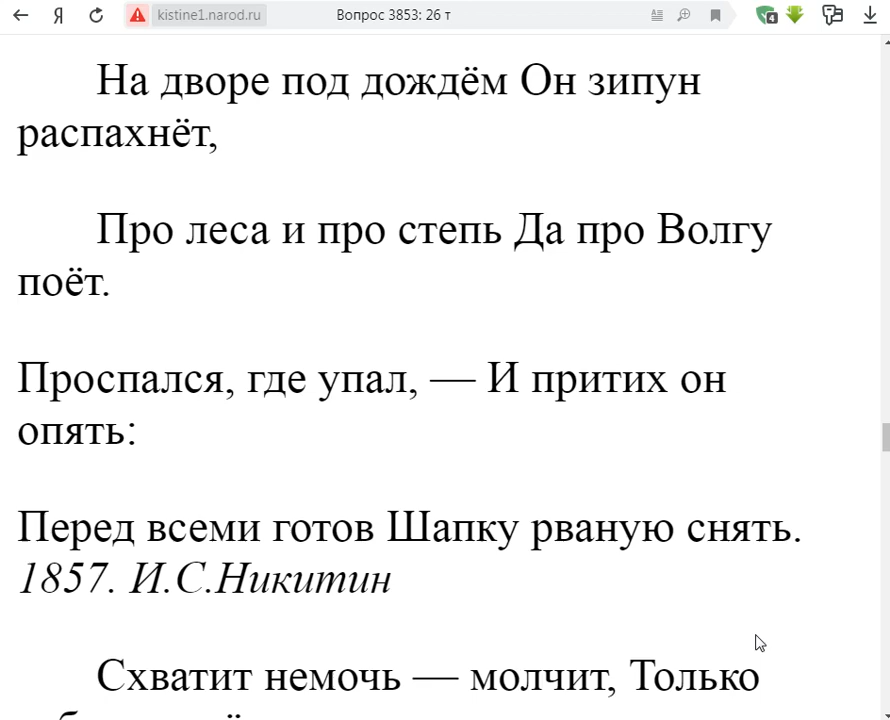 kistine1.narod.ru Вопрос 3853: 26 т
4
На дворе под дождём Он зипун
распахнёт,
Про леса и про степь Да про Волгу
поёт.
Проспался, где упал, — И притих он
опять:
Перед всеми готов Шапку рваную снять.
1857. И.С.Никитин
Схватит немочь — молчит, Только